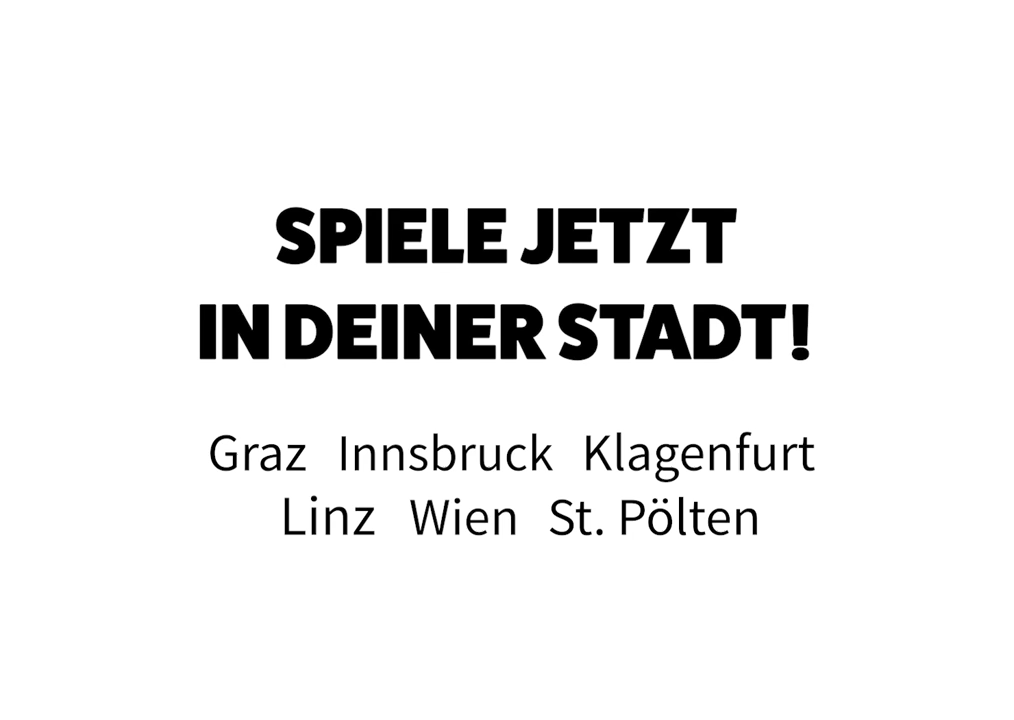 SPIELE JETZT
IN DEINER STADT!
Graz Innsbruck Klagenfurt
Linz Wien St. Pölten